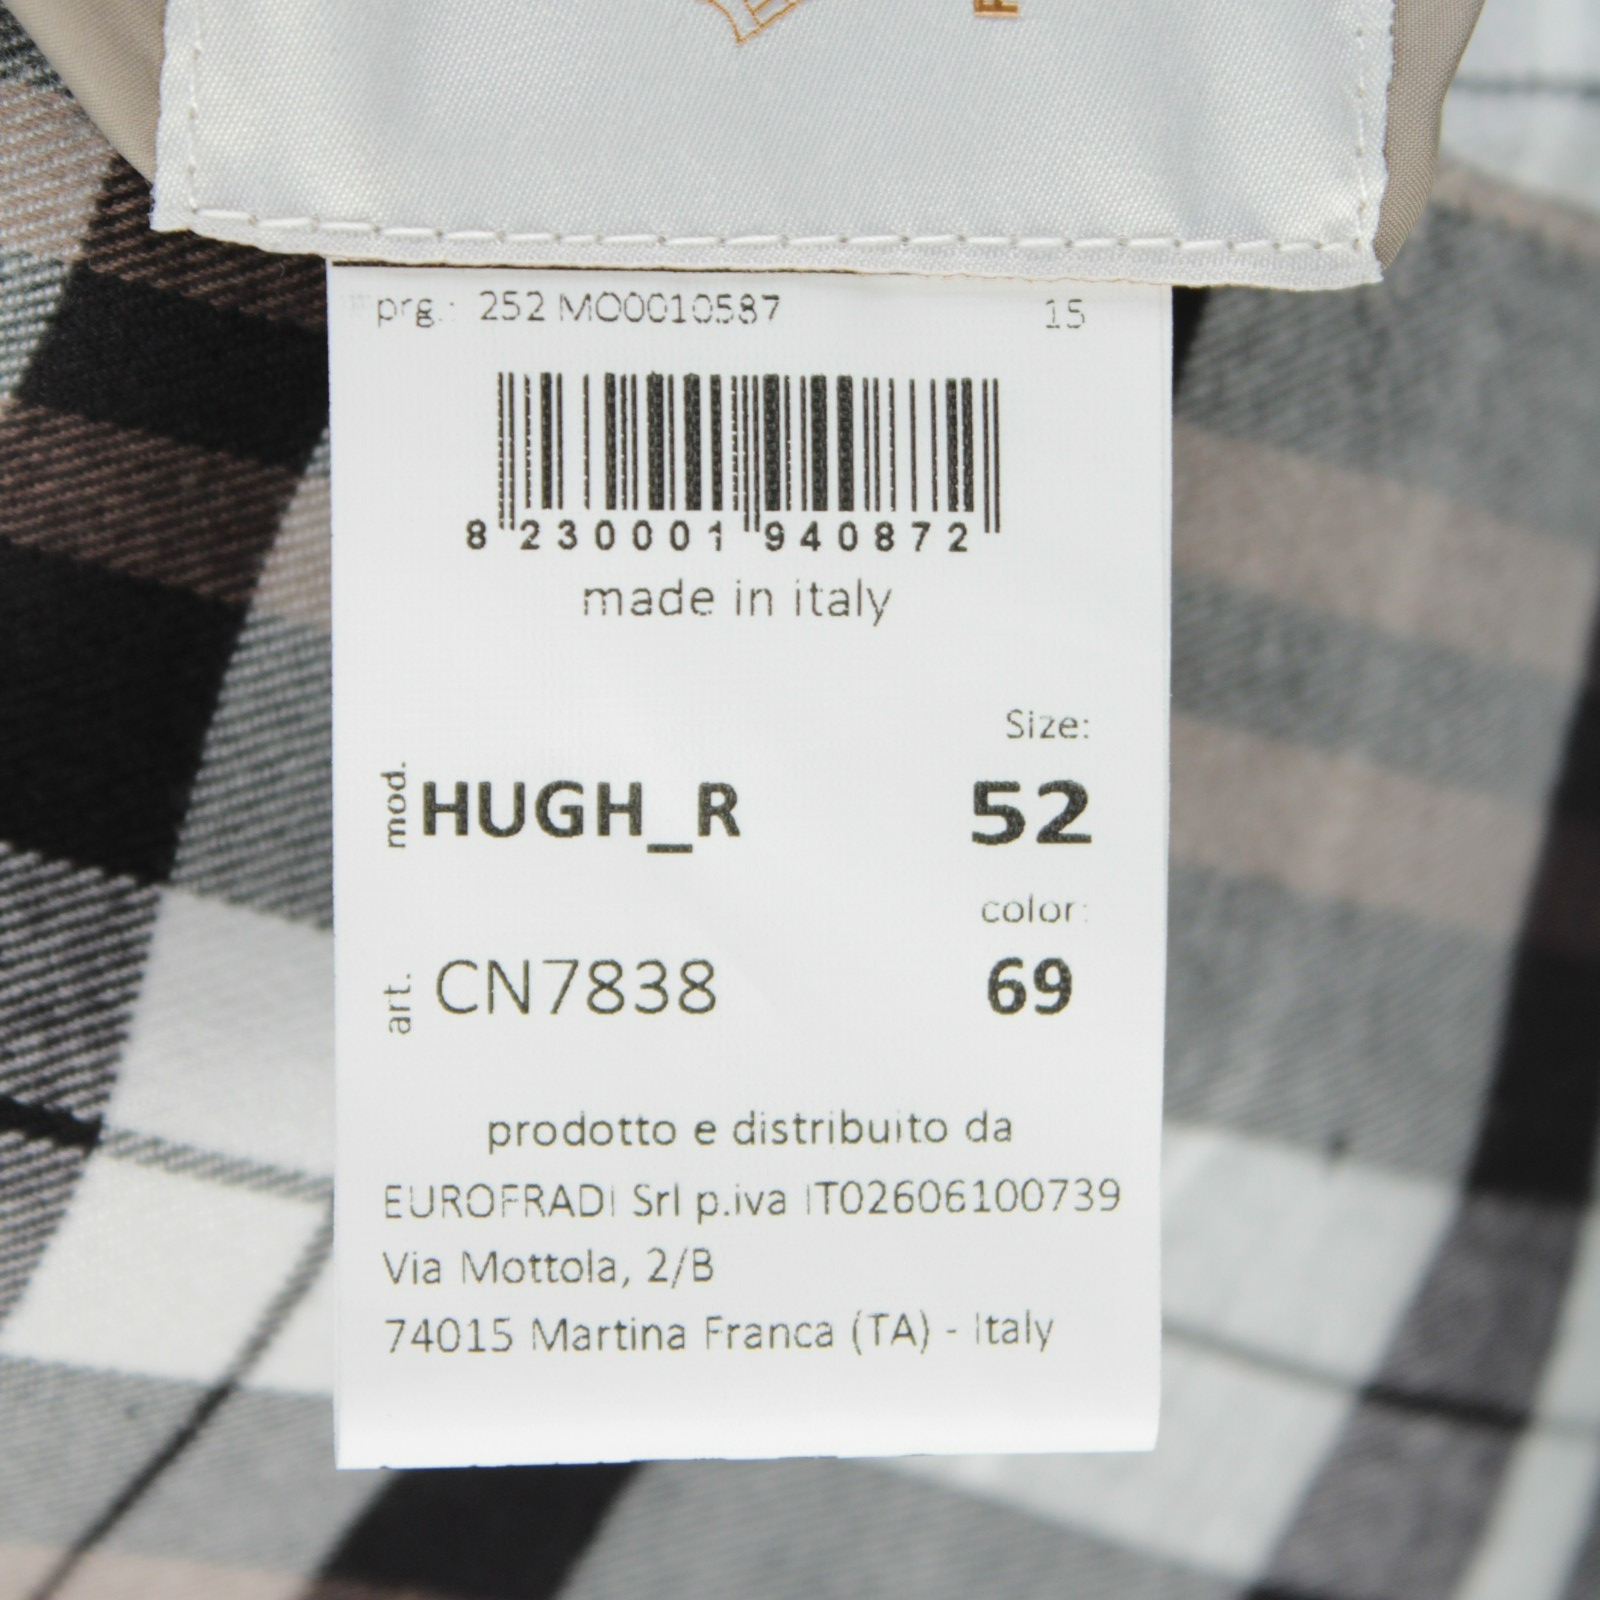 prg.: 252 MO0010587 15
8 230001 940872
made in italy
Size:
mod. HUGH_R 52
color:
art. CN7838 69
prodotto e distribuito da
EUROFRADI Srl p.iva IT02606100739
Via Mottola, 2/B
74015 Martina Franca (TA) - Italy